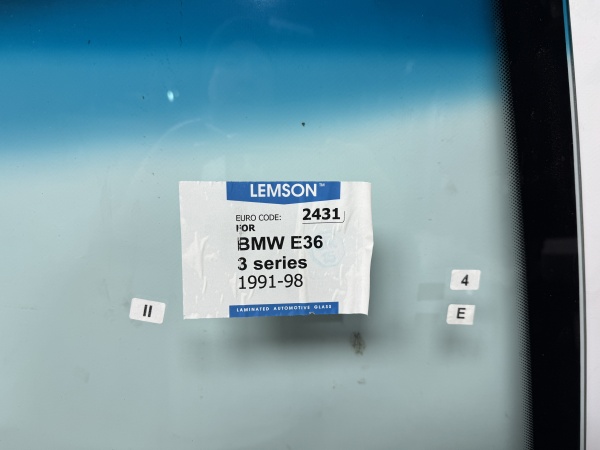 LEMSON™
EURO CODE: 2431
FOR
BMW E36
3 series
1991-98
LAMINATED AUTOMOTIVE GLASS
II
4
E